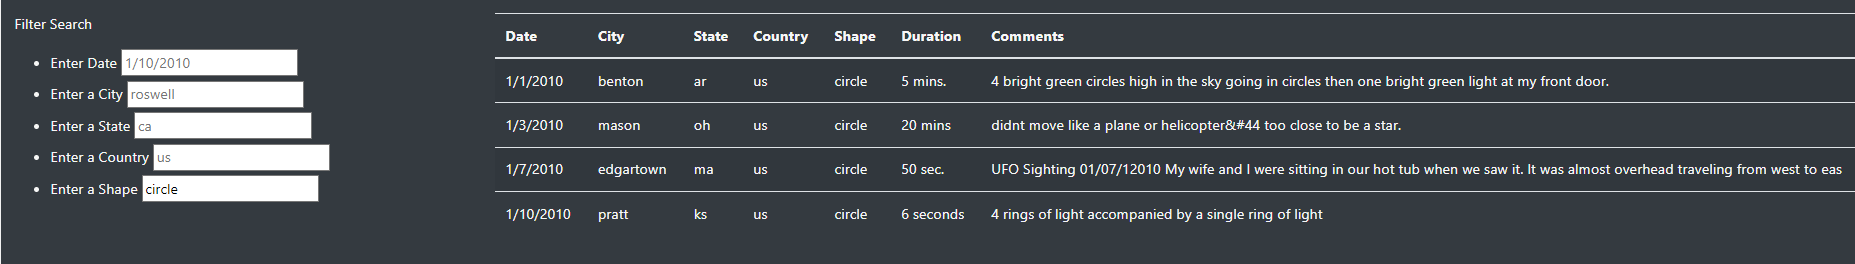 Filter Search
Enter Date 1/10/2010
Enter a City roswell
Enter a State ca
Enter a Country us
Enter a Shape circle
Date City State Country Shape Duration Comments
1/1/2010 benton ar us circle 5 mins. 4 bright green circles high in the sky going in circles then one bright green light at my front door.
1/3/2010 mason oh us circle 20 mins didnt move like a plane or helicopter&#44 too close to be a star.
1/7/2010 edgartown ma us circle 50 sec. UFO Sighting 01/07/12010 My wife and I were sitting in our hot tub when we saw it. It was almost overhead traveling from west to eas
1/10/2010 pratt ks us circle 6 seconds 4 rings of light accompanied by a single ring of light